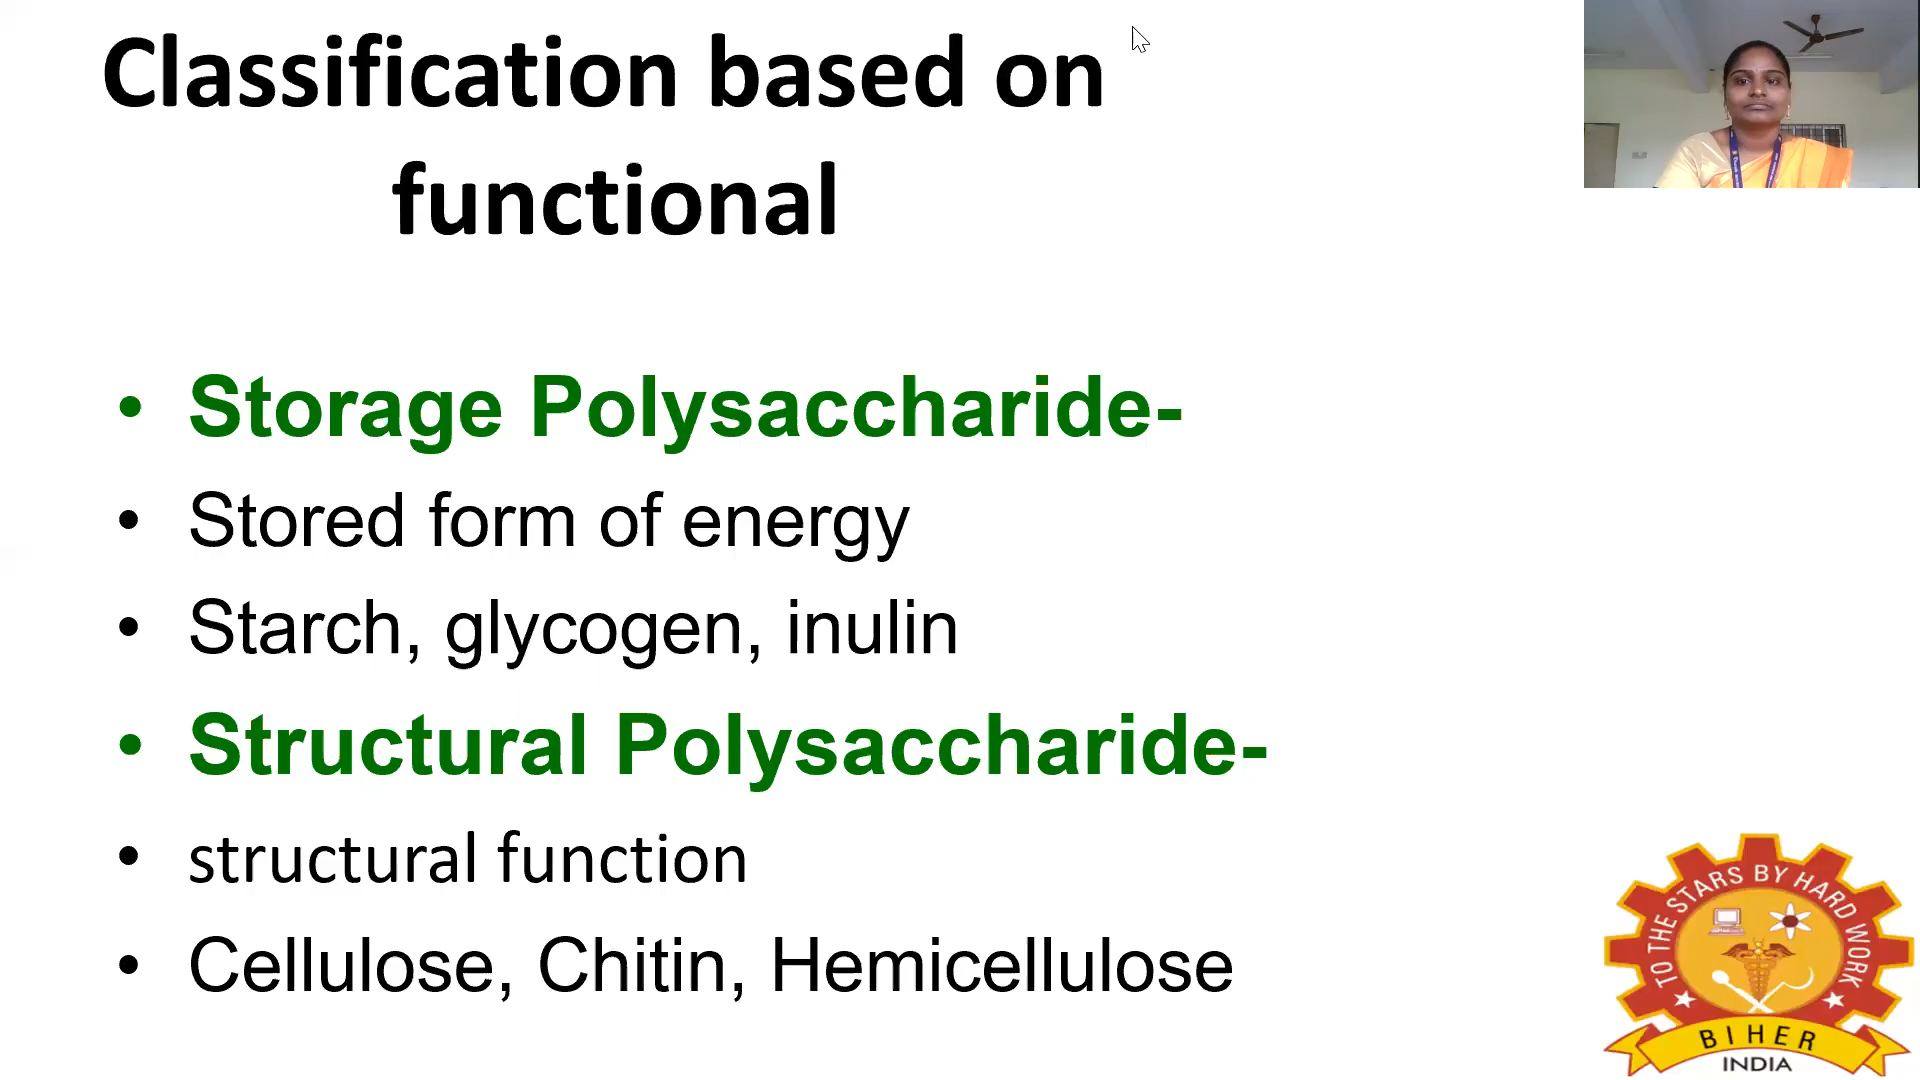 Classification based on
functional
• Storage Polysaccharide-
• Stored form of energy
• Starch, glycogen, inulin
• Structural Polysaccharide-
• structural function
• Cellulose, Chitin, Hemicellulose
TO THE STARS BY HARD WORK
BIHER
INDIA